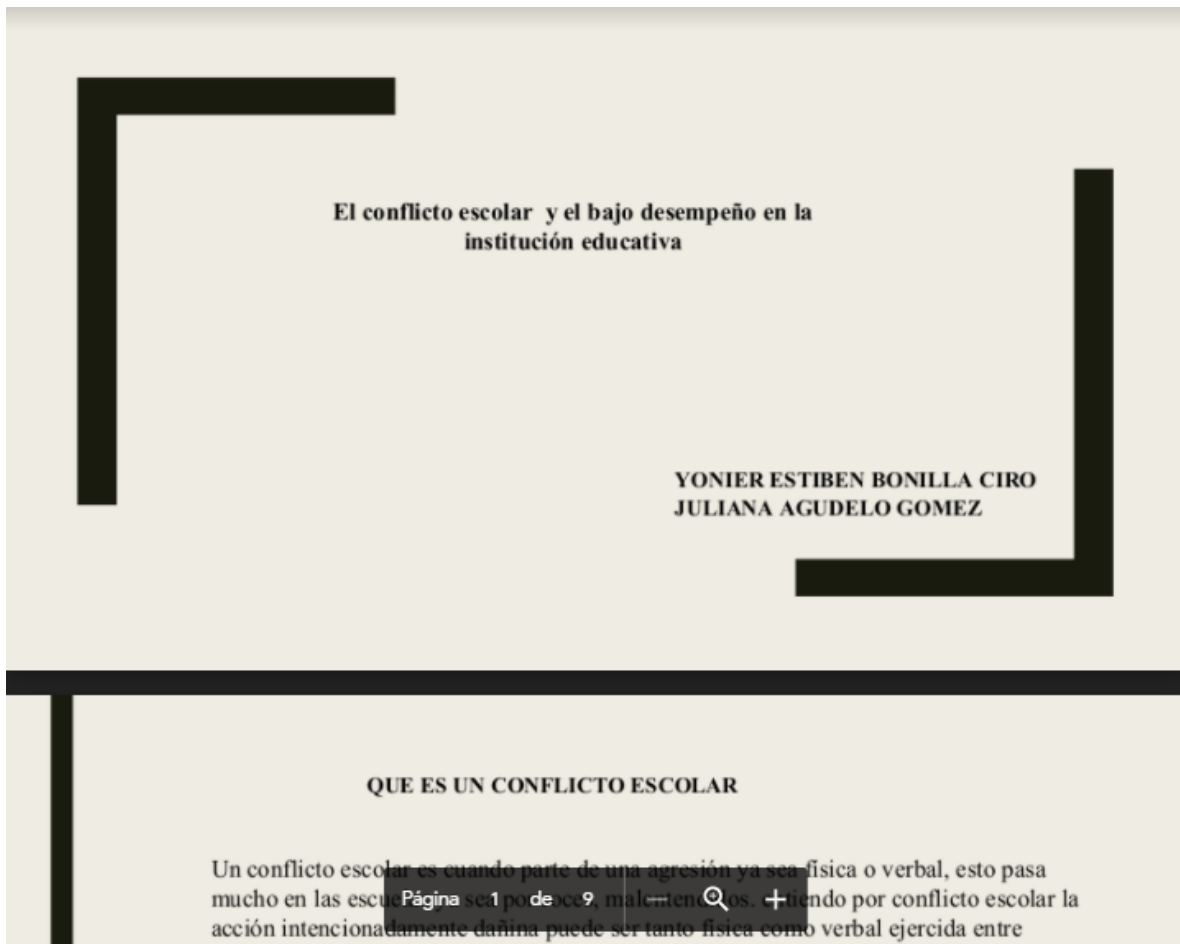 El conflicto escolar  y el bajo desempeño en la
institución educativa
YONIER ESTIBEN BONILLA CIRO
JULIANA AGUDELO GOMEZ
QUE ES UN CONFLICTO ESCOLAR
Un conflicto escolar es cuando parte de una agresión ya sea física o verbal, esto pasa
mucho en las sea por malentendidos. entiendo por conflicto escolar la
acción intencionadamente dañina puede ser tanto física como verbal ejercida entre
Página 1 de 9